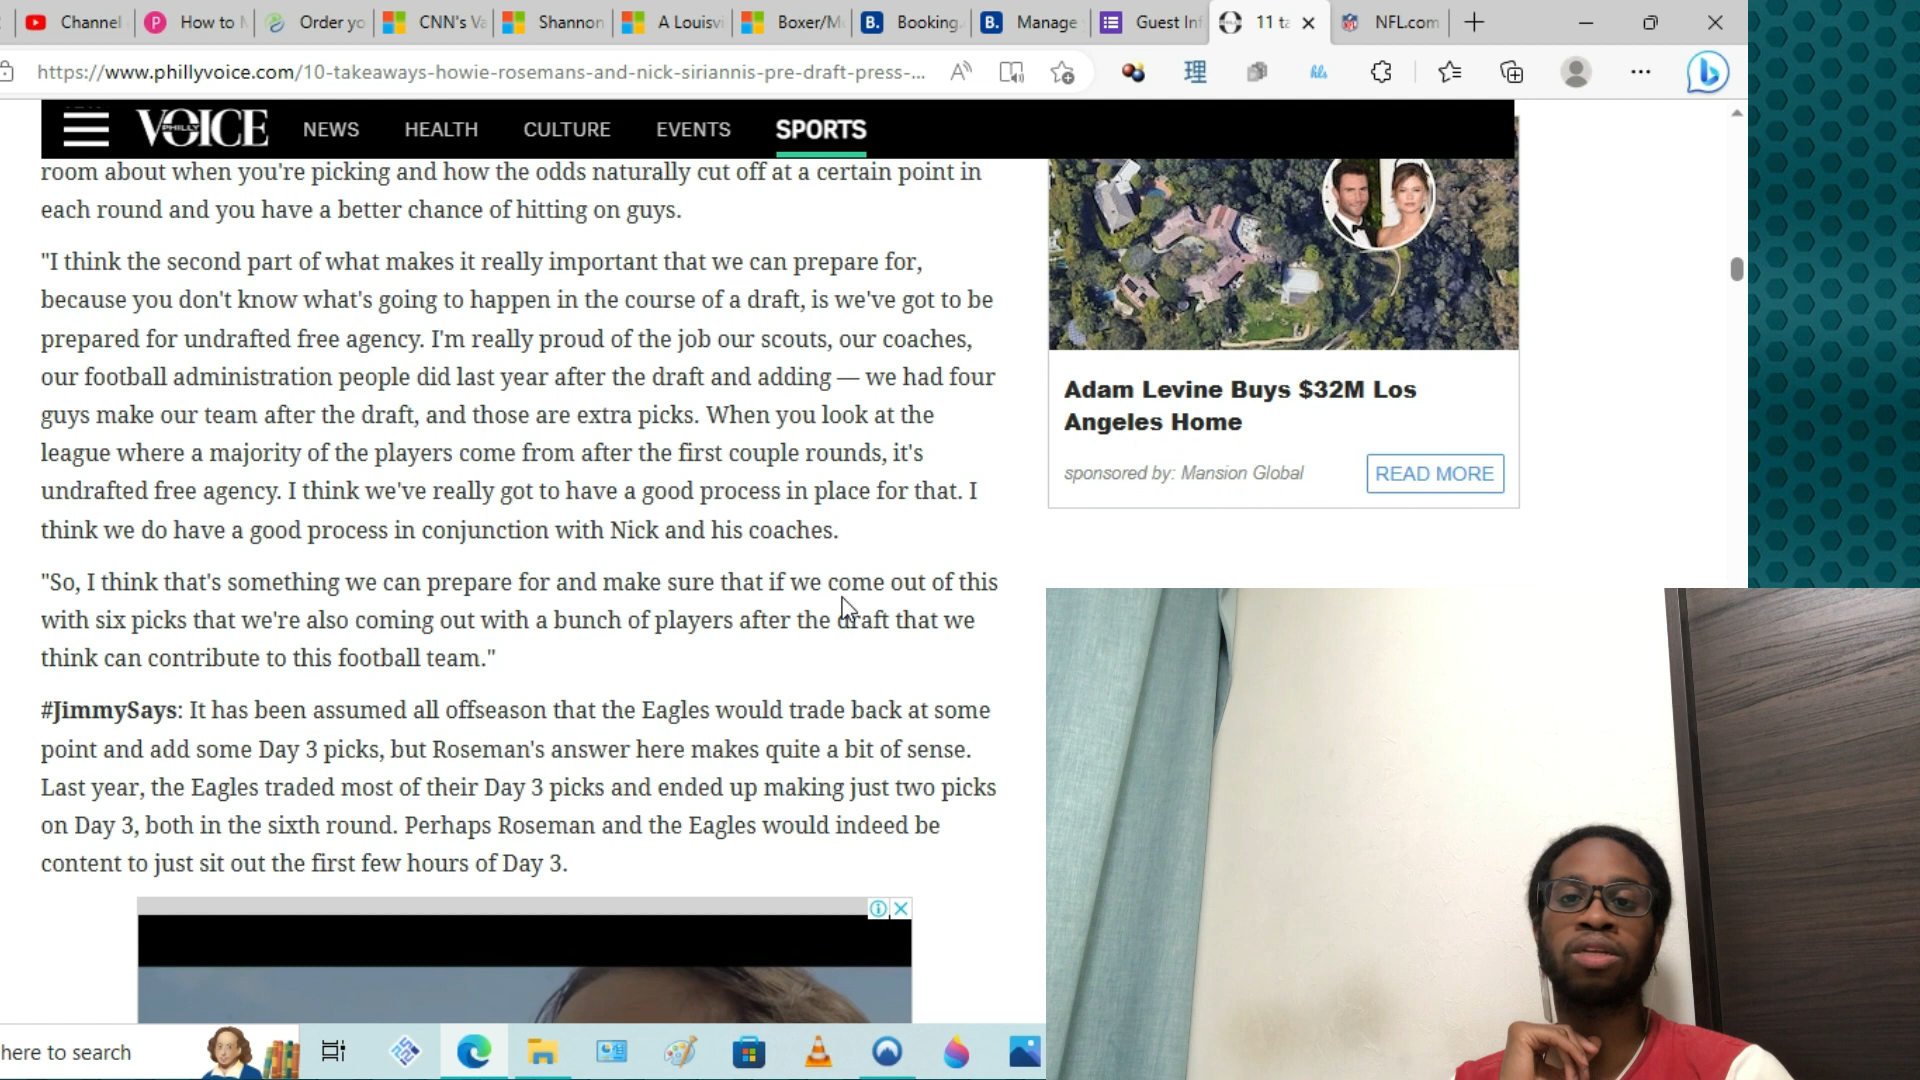 Channel
How to
Order yo
CNN's Va
Shannon
A Louisvi
Boxer/M
Booking.
Manage
Guest Inf
11 ta
NFL.com
https://www.phillyvoice.com/10-takeaways-howie-rosemans-and-nick-siriannis-pre-draft-press-...
PHILLY VOICE
NEWS
HEALTH
CULTURE
EVENTS
SPORTS
room about when you're picking and how the odds naturally cut off at a certain point in
each round and you have a better chance of hitting on guys.
"I think the second part of what makes it really important that we can prepare for,
because you don't know what's going to happen in the course of a draft, is we've got to be
prepared for undrafted free agency. I'm really proud of the job our scouts, our coaches,
our football administration people did last year after the draft and adding — we had four
guys make our team after the draft, and those are extra picks. When you look at the
league where a majority of the players come from after the first couple rounds, it's
undrafted free agency. I think we've really got to have a good process in place for that. I
think we do have a good process in conjunction with Nick and his coaches.
"So, I think that's something we can prepare for and make sure that if we come out of this
with six picks that we're also coming out with a bunch of players after the draft that we
think can contribute to this football team."
#JimmySays: It has been assumed all offseason that the Eagles would trade back at some
point and add some Day 3 picks, but Roseman's answer here makes quite a bit of sense.
Last year, the Eagles traded most of their Day 3 picks and ended up making just two picks
on Day 3, both in the sixth round. Perhaps Roseman and the Eagles would indeed be
content to just sit out the first few hours of Day 3.
Adam Levine Buys $32M Los
Angeles Home
sponsored by: Mansion Global
READ MORE
here to search